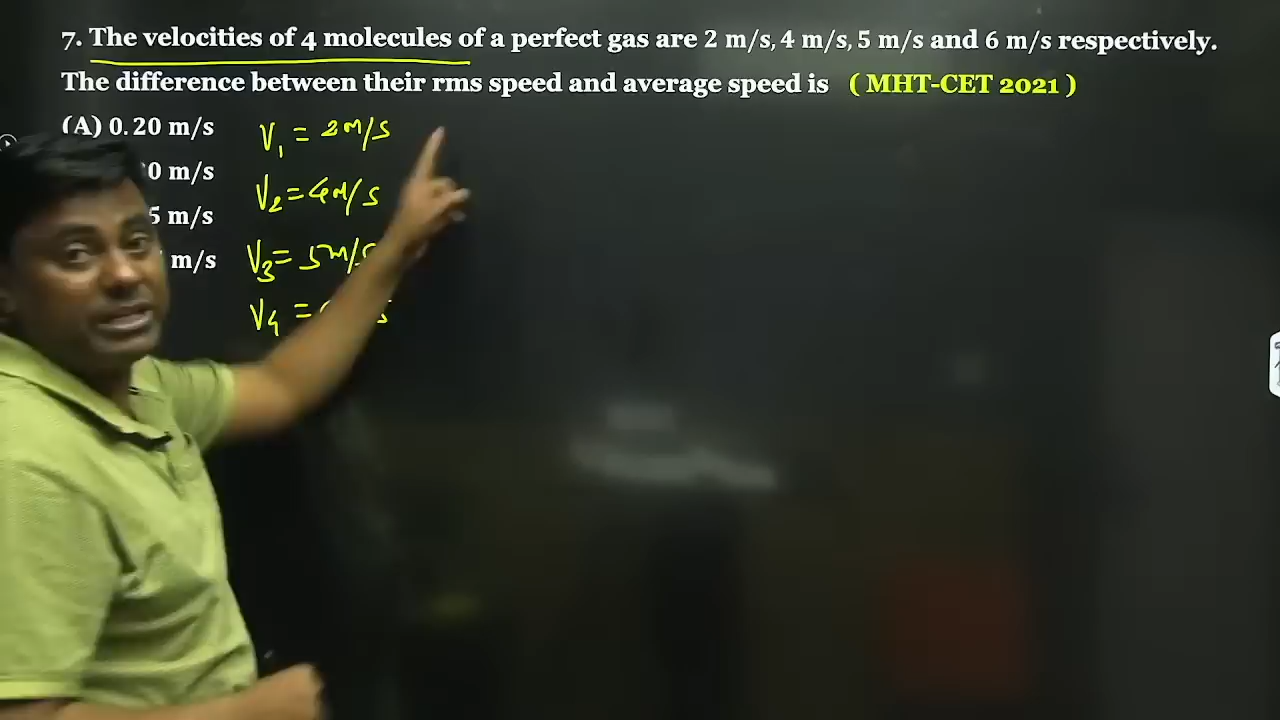 7. The velocities of 4 molecules of a perfect gas are 2 m/s, 4 m/s, 5 m/s and 6 m/s respectively.
The difference between their rms speed and average speed is ( MHT-CET 2021 )
(A) 0.20 m/s
V₁ = 2m/s
0 m/s
V₂ = 4m/s
5 m/s
V₃ = 5m/s
m/s
V₄ =